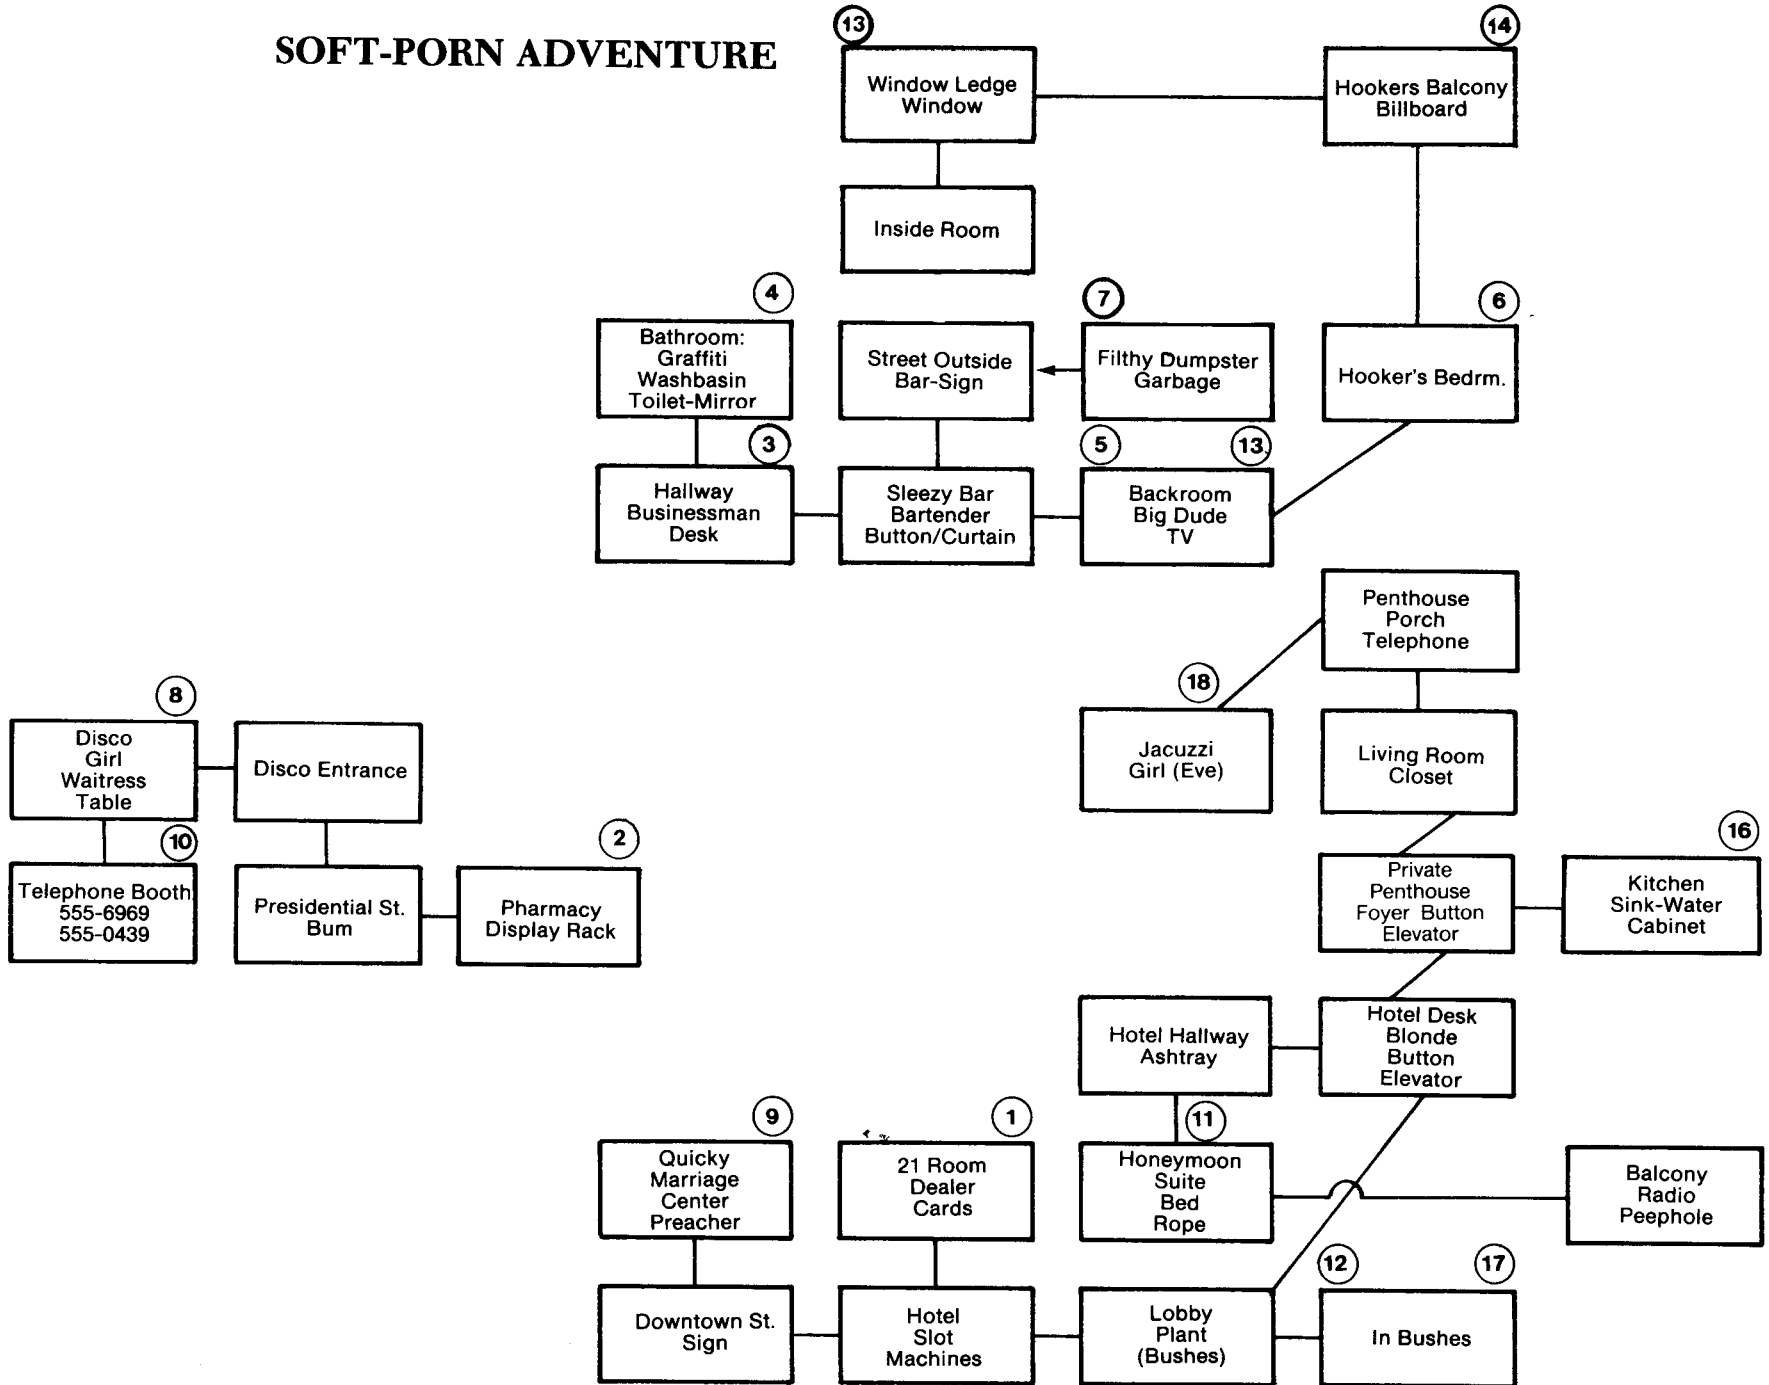 SOFT-PORN ADVENTURE
13
Window Ledge
Window
14
Hookers Balcony
Billboard
Inside Room
4
Bathroom:
Graffiti
Washbasin
Toilet-Mirror
Street Outside
Bar-Sign
7
Filthy Dumpster
Garbage
6
Hooker's Bedrm.
3
Hallway
Businessman
Desk
Sleezy Bar
Bartender
Button/Curtain
5
13
Backroom
Big Dude
TV
Penthouse
Porch
Telephone
18
Jacuzzi
Girl (Eve)
Living Room
Closet
8
Disco
Girl
Waitress
Table
Disco Entrance
10
Telephone Booth
555-6969
555-0439
Presidential St.
Bum
2
Pharmacy
Display Rack
Private
Penthouse
Foyer Button
Elevator
16
Kitchen
Sink-Water
Cabinet
Hotel Hallway
Ashtray
Hotel Desk
Blonde
Button
Elevator
9
Quicky
Marriage
Center
Preacher
1
21 Room
Dealer
Cards
11
Honeymoon
Suite
Bed
Rope
Balcony
Radio
Peephole
Downtown St.
Sign
Hotel
Slot
Machines
Lobby
Plant
(Bushes)
12
17
In Bushes